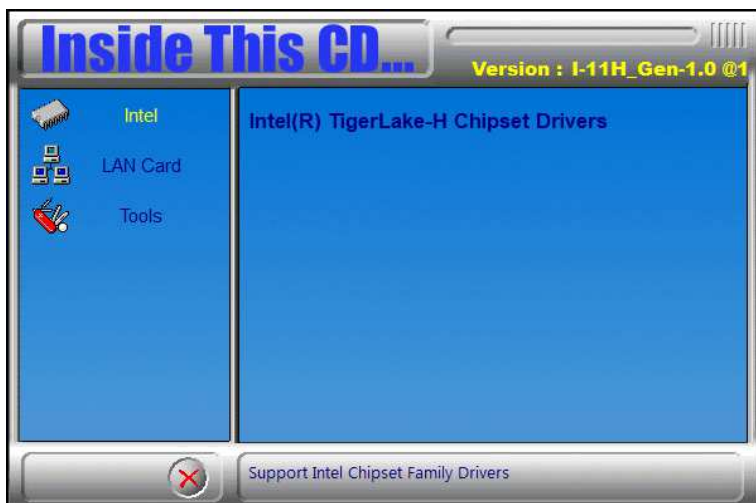 Inside This CD...
Version : I-11H_Gen-1.0 @1
Intel
LAN Card
Tools
Intel(R) TigerLake-H Chipset Drivers
Support Intel Chipset Family Drivers